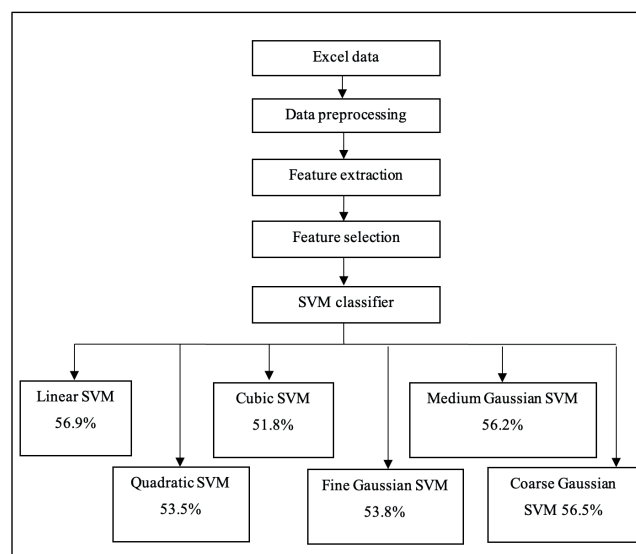 Excel data
Data preprocessing
Feature extraction
Feature selection
SVM classifier
Linear SVM
56.9%
Cubic SVM
51.8%
Medium Gaussian SVM
56.2%
Quadratic SVM
53.5%
Fine Gaussian SVM
53.8%
Coarse Gaussian
SVM 56.5%